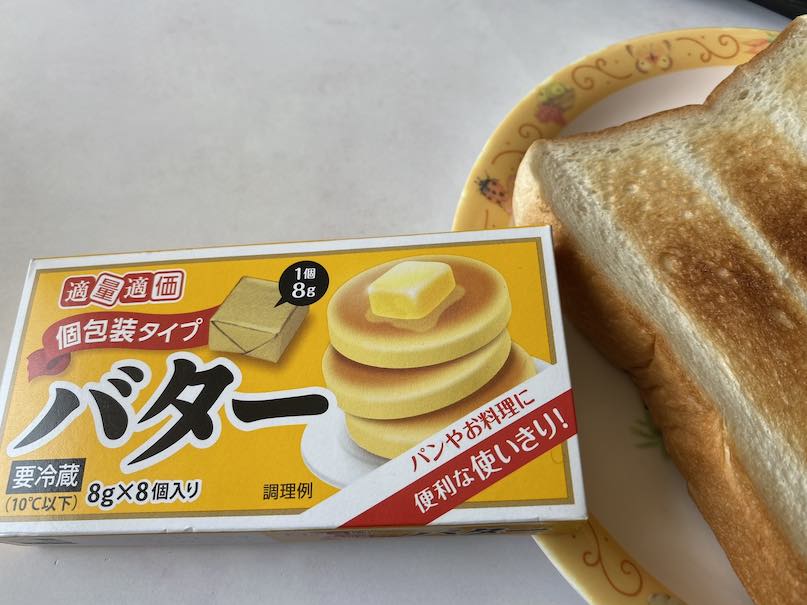 適量適価
1個
8g
個包装タイプ
バター
要冷蔵
(10℃以下)
8g×8個入り
調理例
パンやお料理に
便利な使いきり!